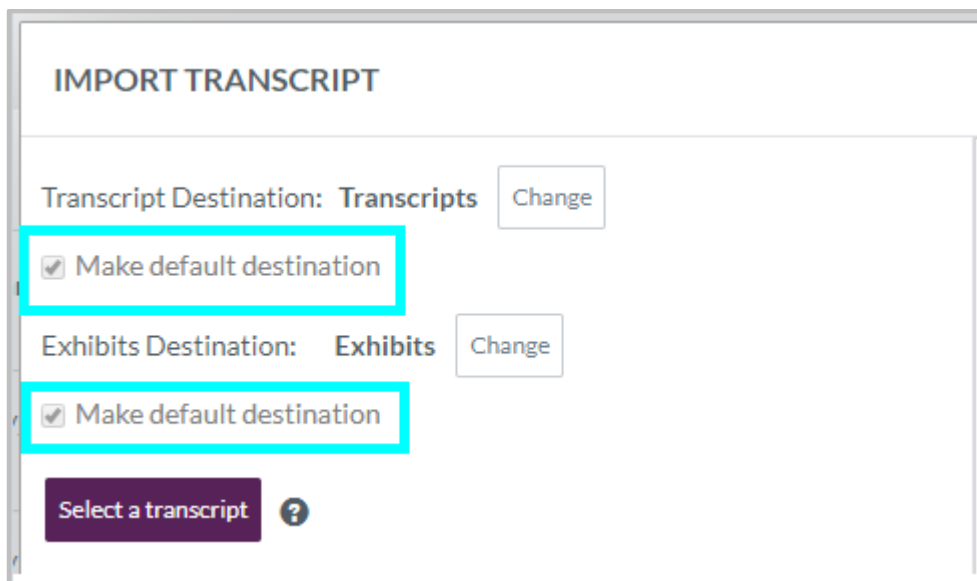 IMPORT TRANSCRIPT
Transcript Destination: Transcripts Change
Make default destination
Exhibits Destination: Exhibits Change
Make default destination
Select a transcript ?